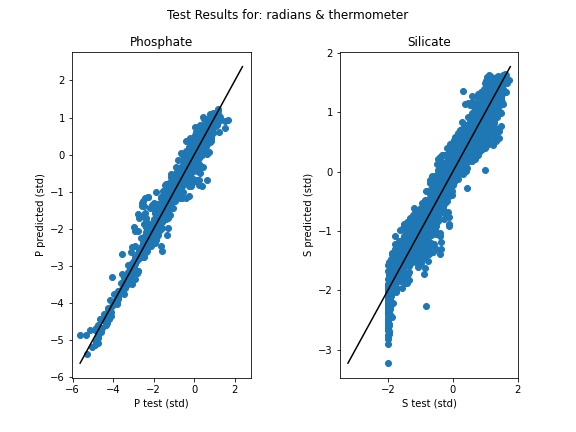 Test Results for: radians & thermometer
Phosphate
Silicate
P predicted (std)
2
1
0
−1
−2
−3
−4
−5
−6
−6 −4 −2 0 2
P test (std)
S predicted (std)
2
1
0
−1
−2
−3
−2 0 2
S test (std)